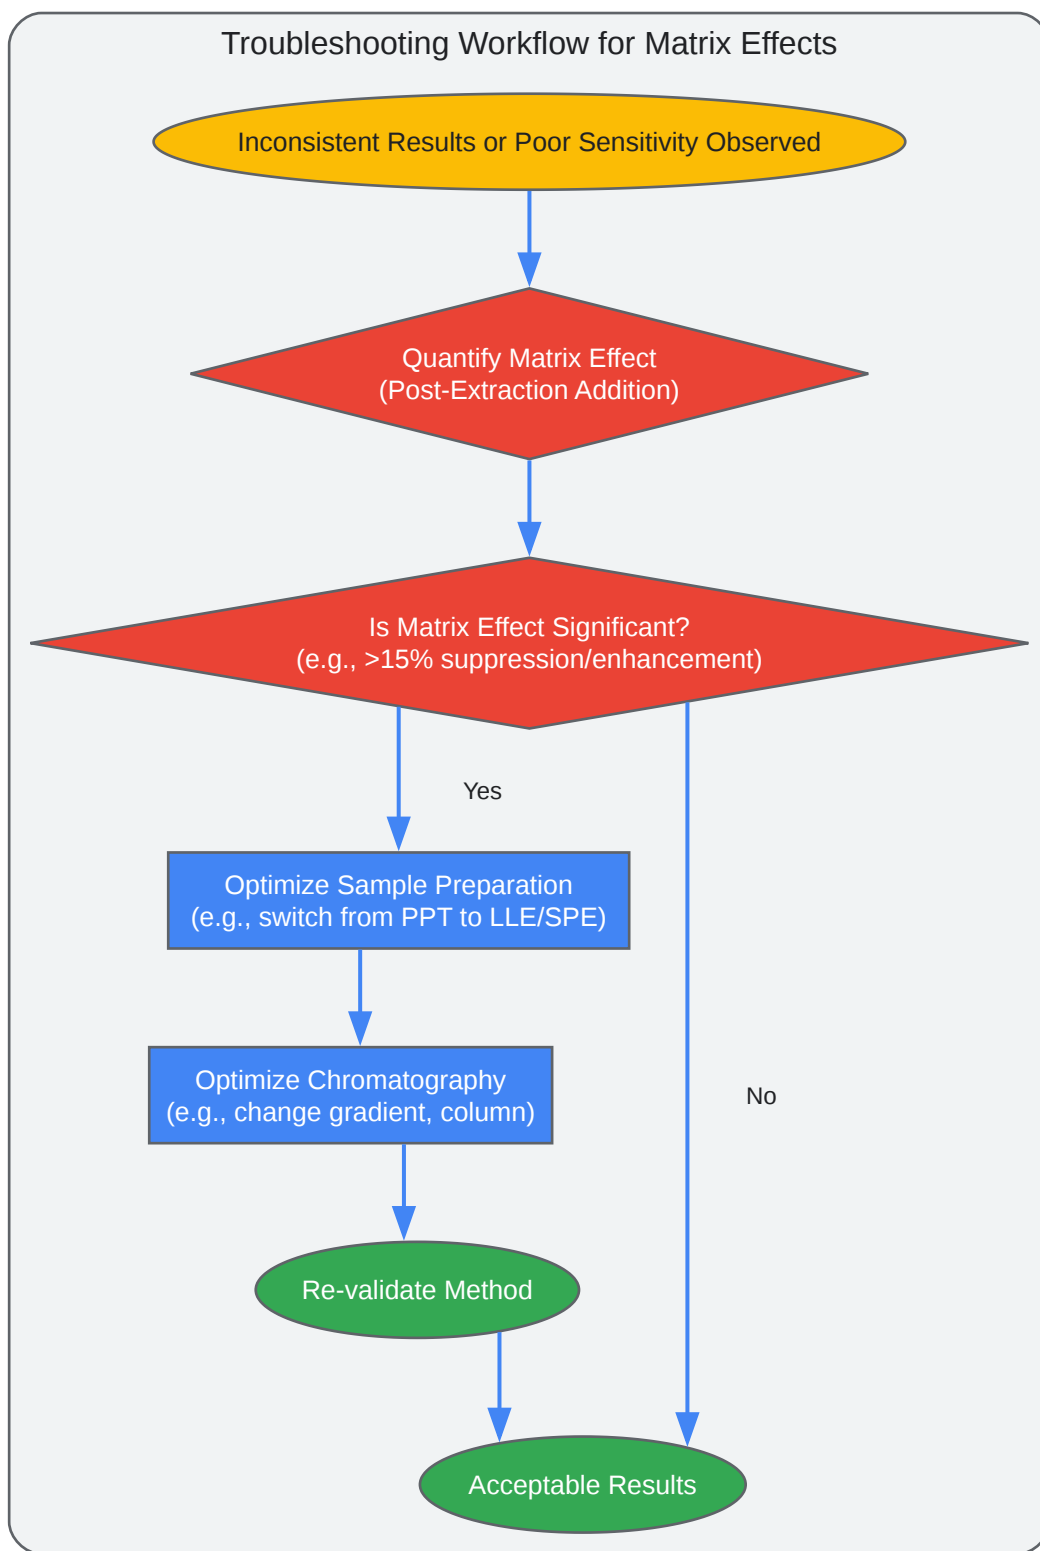 Troubleshooting Workflow for Matrix Effects
Inconsistent Results or Poor Sensitivity Observed
Quantify Matrix Effect
(Post-Extraction Addition)
Is Matrix Effect Significant?
(e.g., >15% suppression/enhancement)
Yes
Optimize Sample Preparation
(e.g., switch from PPT to LLE/SPE)
Optimize Chromatography
(e.g., change gradient, column)
No
Re-validate Method
Acceptable Results